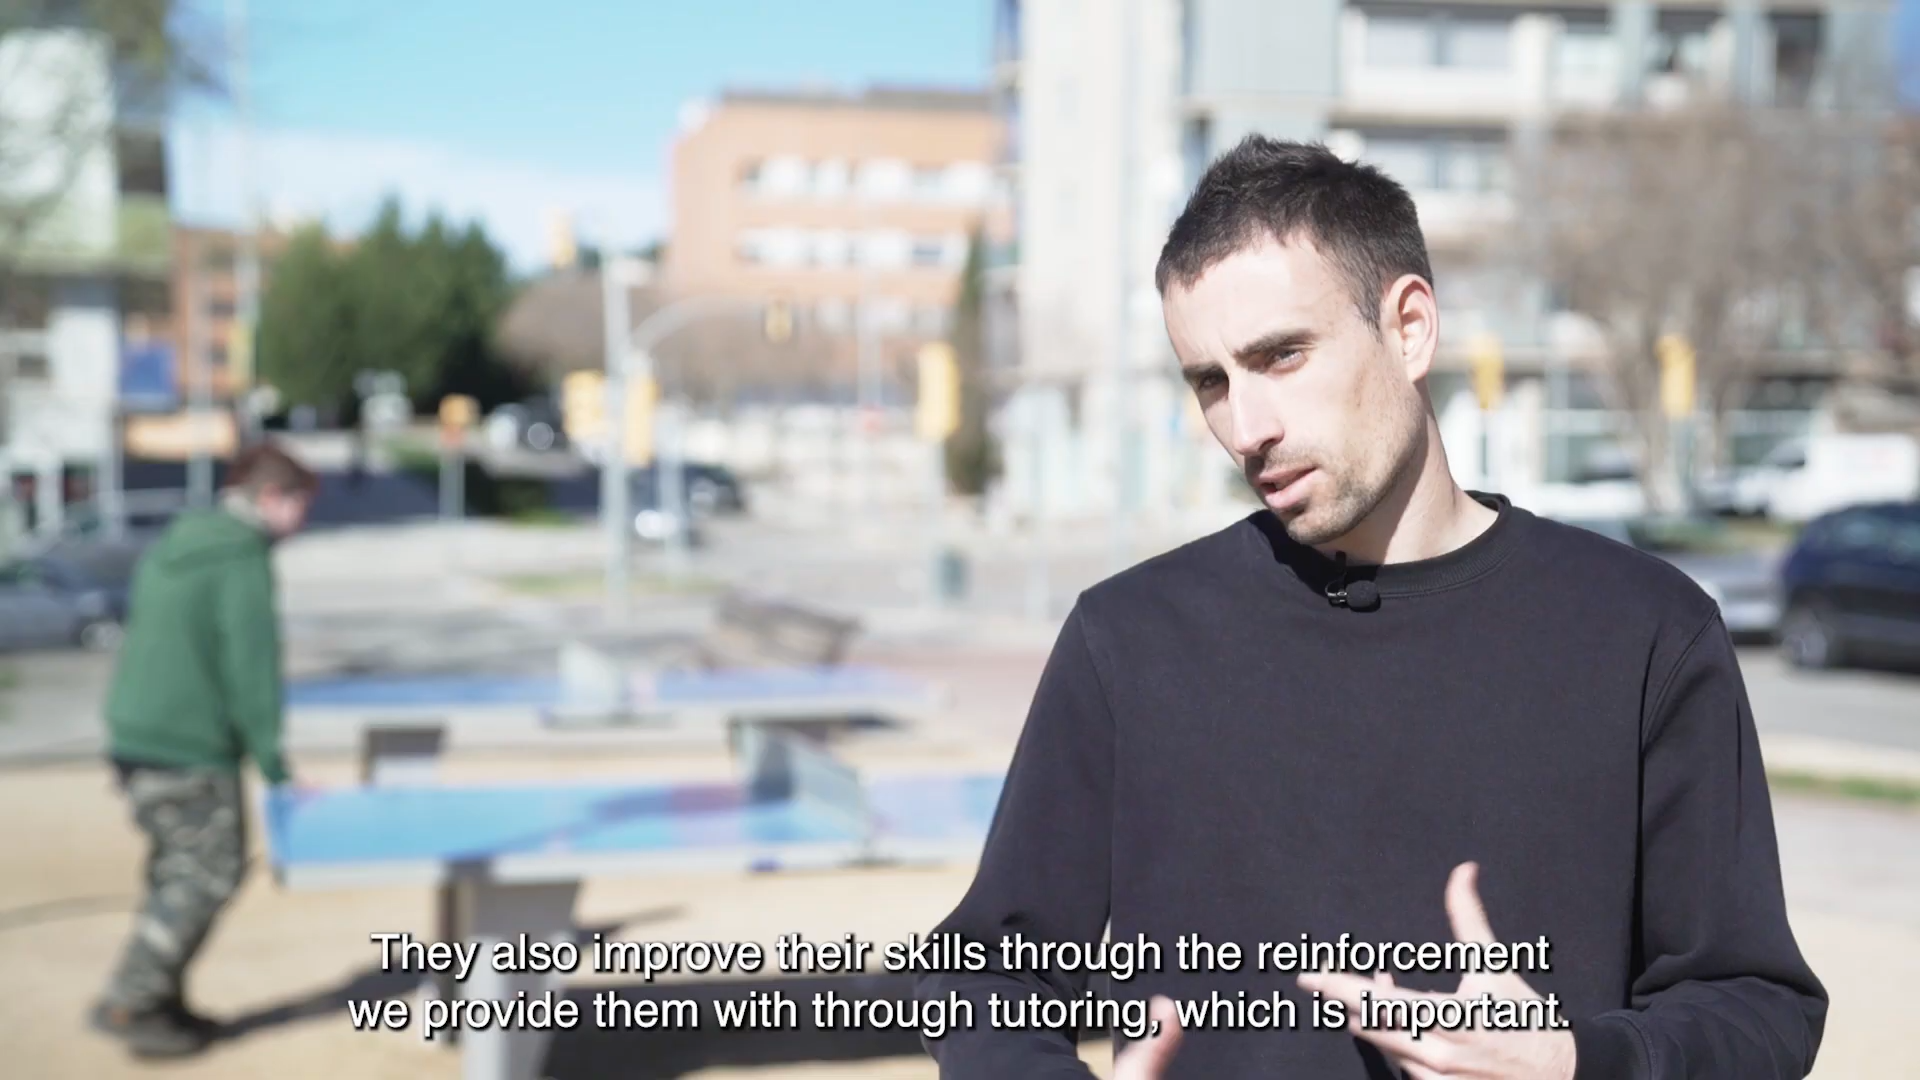 They also improve their skills through the reinforcement
we provide them with through tutoring, which is important.